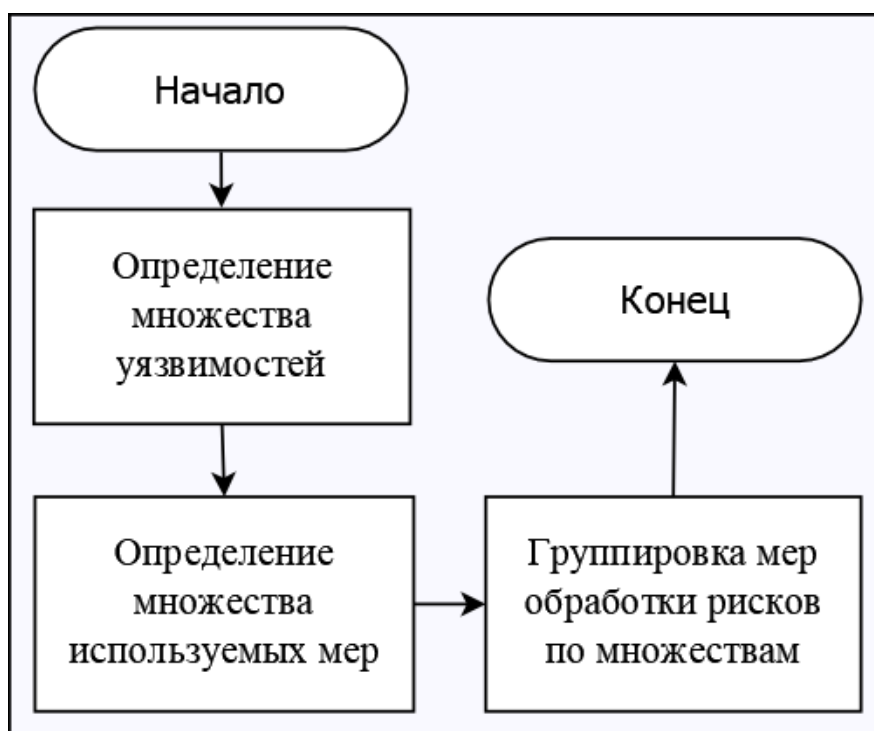 Начало
Определение
множества
уязвимостей
Определение
множества
используемых мер
Группировка мер
обработки рисков
по множествам
Конец